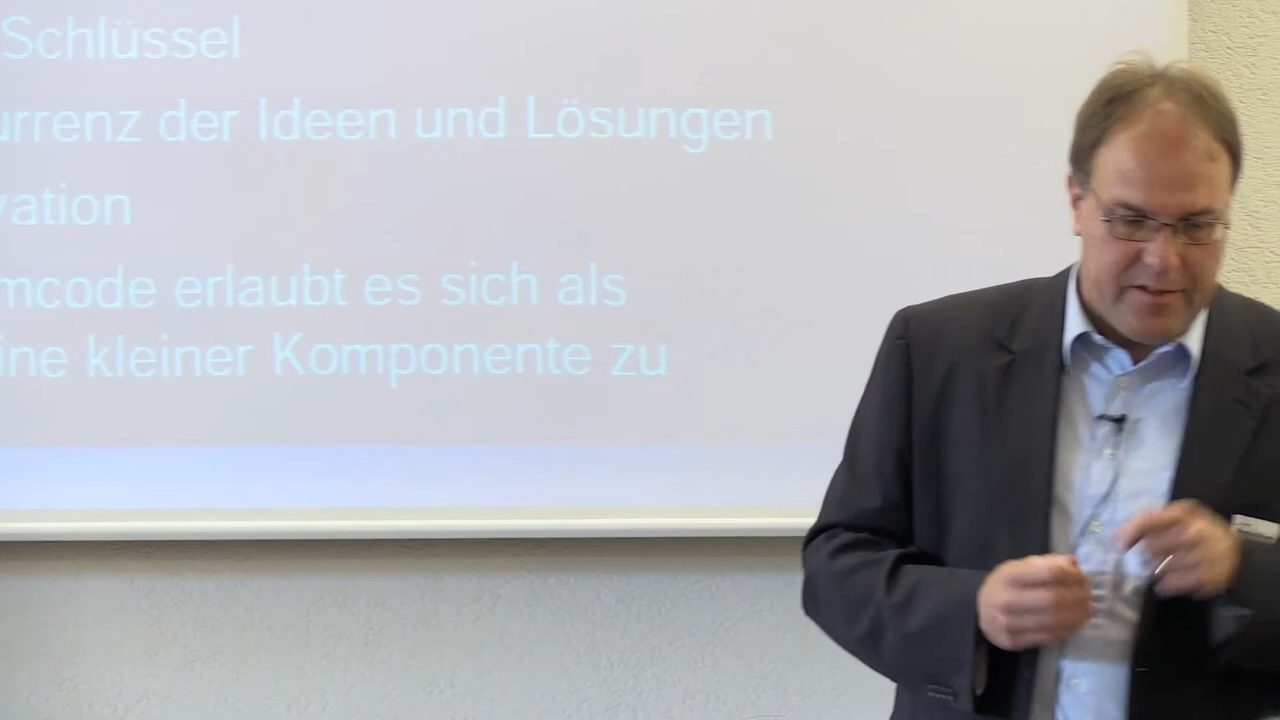 Schlüssel
urrenz der Ideen und Lösungen
vation
mcode erlaubt es sich als
ine kleiner Komponente zu